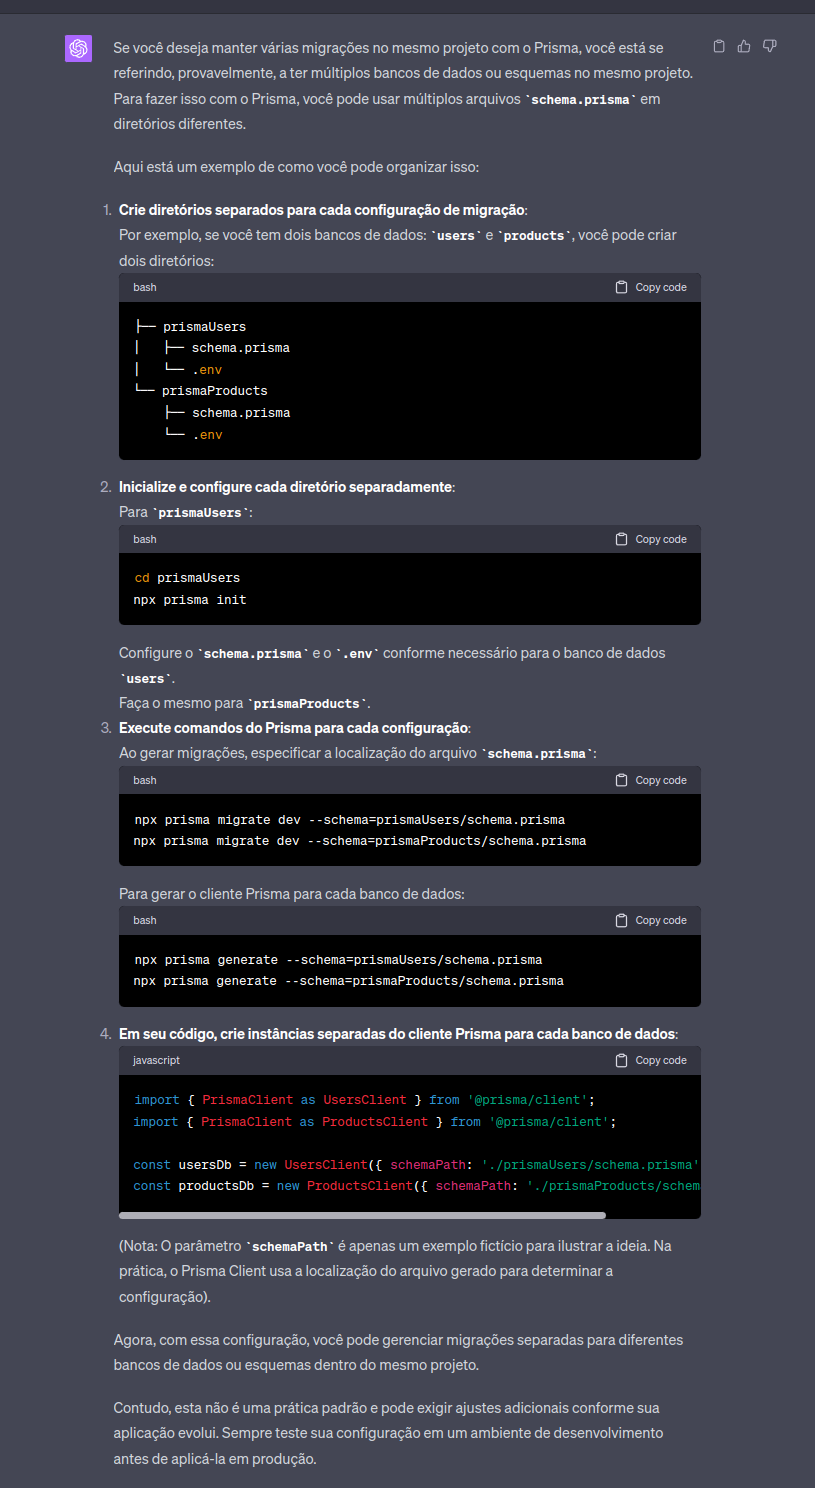 Se você deseja manter várias migrações no mesmo projeto com o Prisma, você está se
referindo, provavelmente, a ter múltiplos bancos de dados ou esquemas no mesmo projeto.
Para fazer isso com o Prisma, você pode usar múltiplos arquivos `schema.prisma` em
diretórios diferentes.
Aqui está um exemplo de como você pode organizar isso:
1. Crie diretórios separados para cada configuração de migração:
Por exemplo, se você tem dois bancos de dados: `users` e `products`, você pode criar
dois diretórios:
bash Copy code
├── prismaUsers
│   ├── schema.prisma
│   └── .env
└── prismaProducts
    ├── schema.prisma
    └── .env
2. Inicialize e configure cada diretório separadamente:
Para `prismaUsers`:
bash Copy code
cd prismaUsers
npx prisma init
Configure o `schema.prisma` e o `.env` conforme necessário para o banco de dados
`users`.
Faça o mesmo para `prismaProducts`.
3. Execute comandos do Prisma para cada configuração:
Ao gerar migrações, especificar a localização do arquivo `schema.prisma`:
bash Copy code
npx prisma migrate dev --schema=prismaUsers/schema.prisma
npx prisma migrate dev --schema=prismaProducts/schema.prisma
Para gerar o cliente Prisma para cada banco de dados:
bash Copy code
npx prisma generate --schema=prismaUsers/schema.prisma
npx prisma generate --schema=prismaProducts/schema.prisma
4. Em seu código, crie instâncias separadas do cliente Prisma para cada banco de dados:
javascript Copy code
import { PrismaClient as UsersClient } from '@prisma/client';
import { PrismaClient as ProductsClient } from '@prisma/client';
const usersDb = new UsersClient({ schemaPath: './prismaUsers/schema.prisma'
const productsDb = new ProductsClient({ schemaPath: './prismaProducts/schem
(Nota: O parâmetro `schemaPath` é apenas um exemplo fictício para ilustrar a ideia. Na
prática, o Prisma Client usa a localização do arquivo gerado para determinar a
configuração).
Agora, com essa configuração, você pode gerenciar migrações separadas para diferentes
bancos de dados ou esquemas dentro do mesmo projeto.
Contudo, esta não é uma prática padrão e pode exigir ajustes adicionais conforme sua
aplicação evolui. Sempre teste sua configuração em um ambiente de desenvolvimento
antes de aplicá-la em produção.